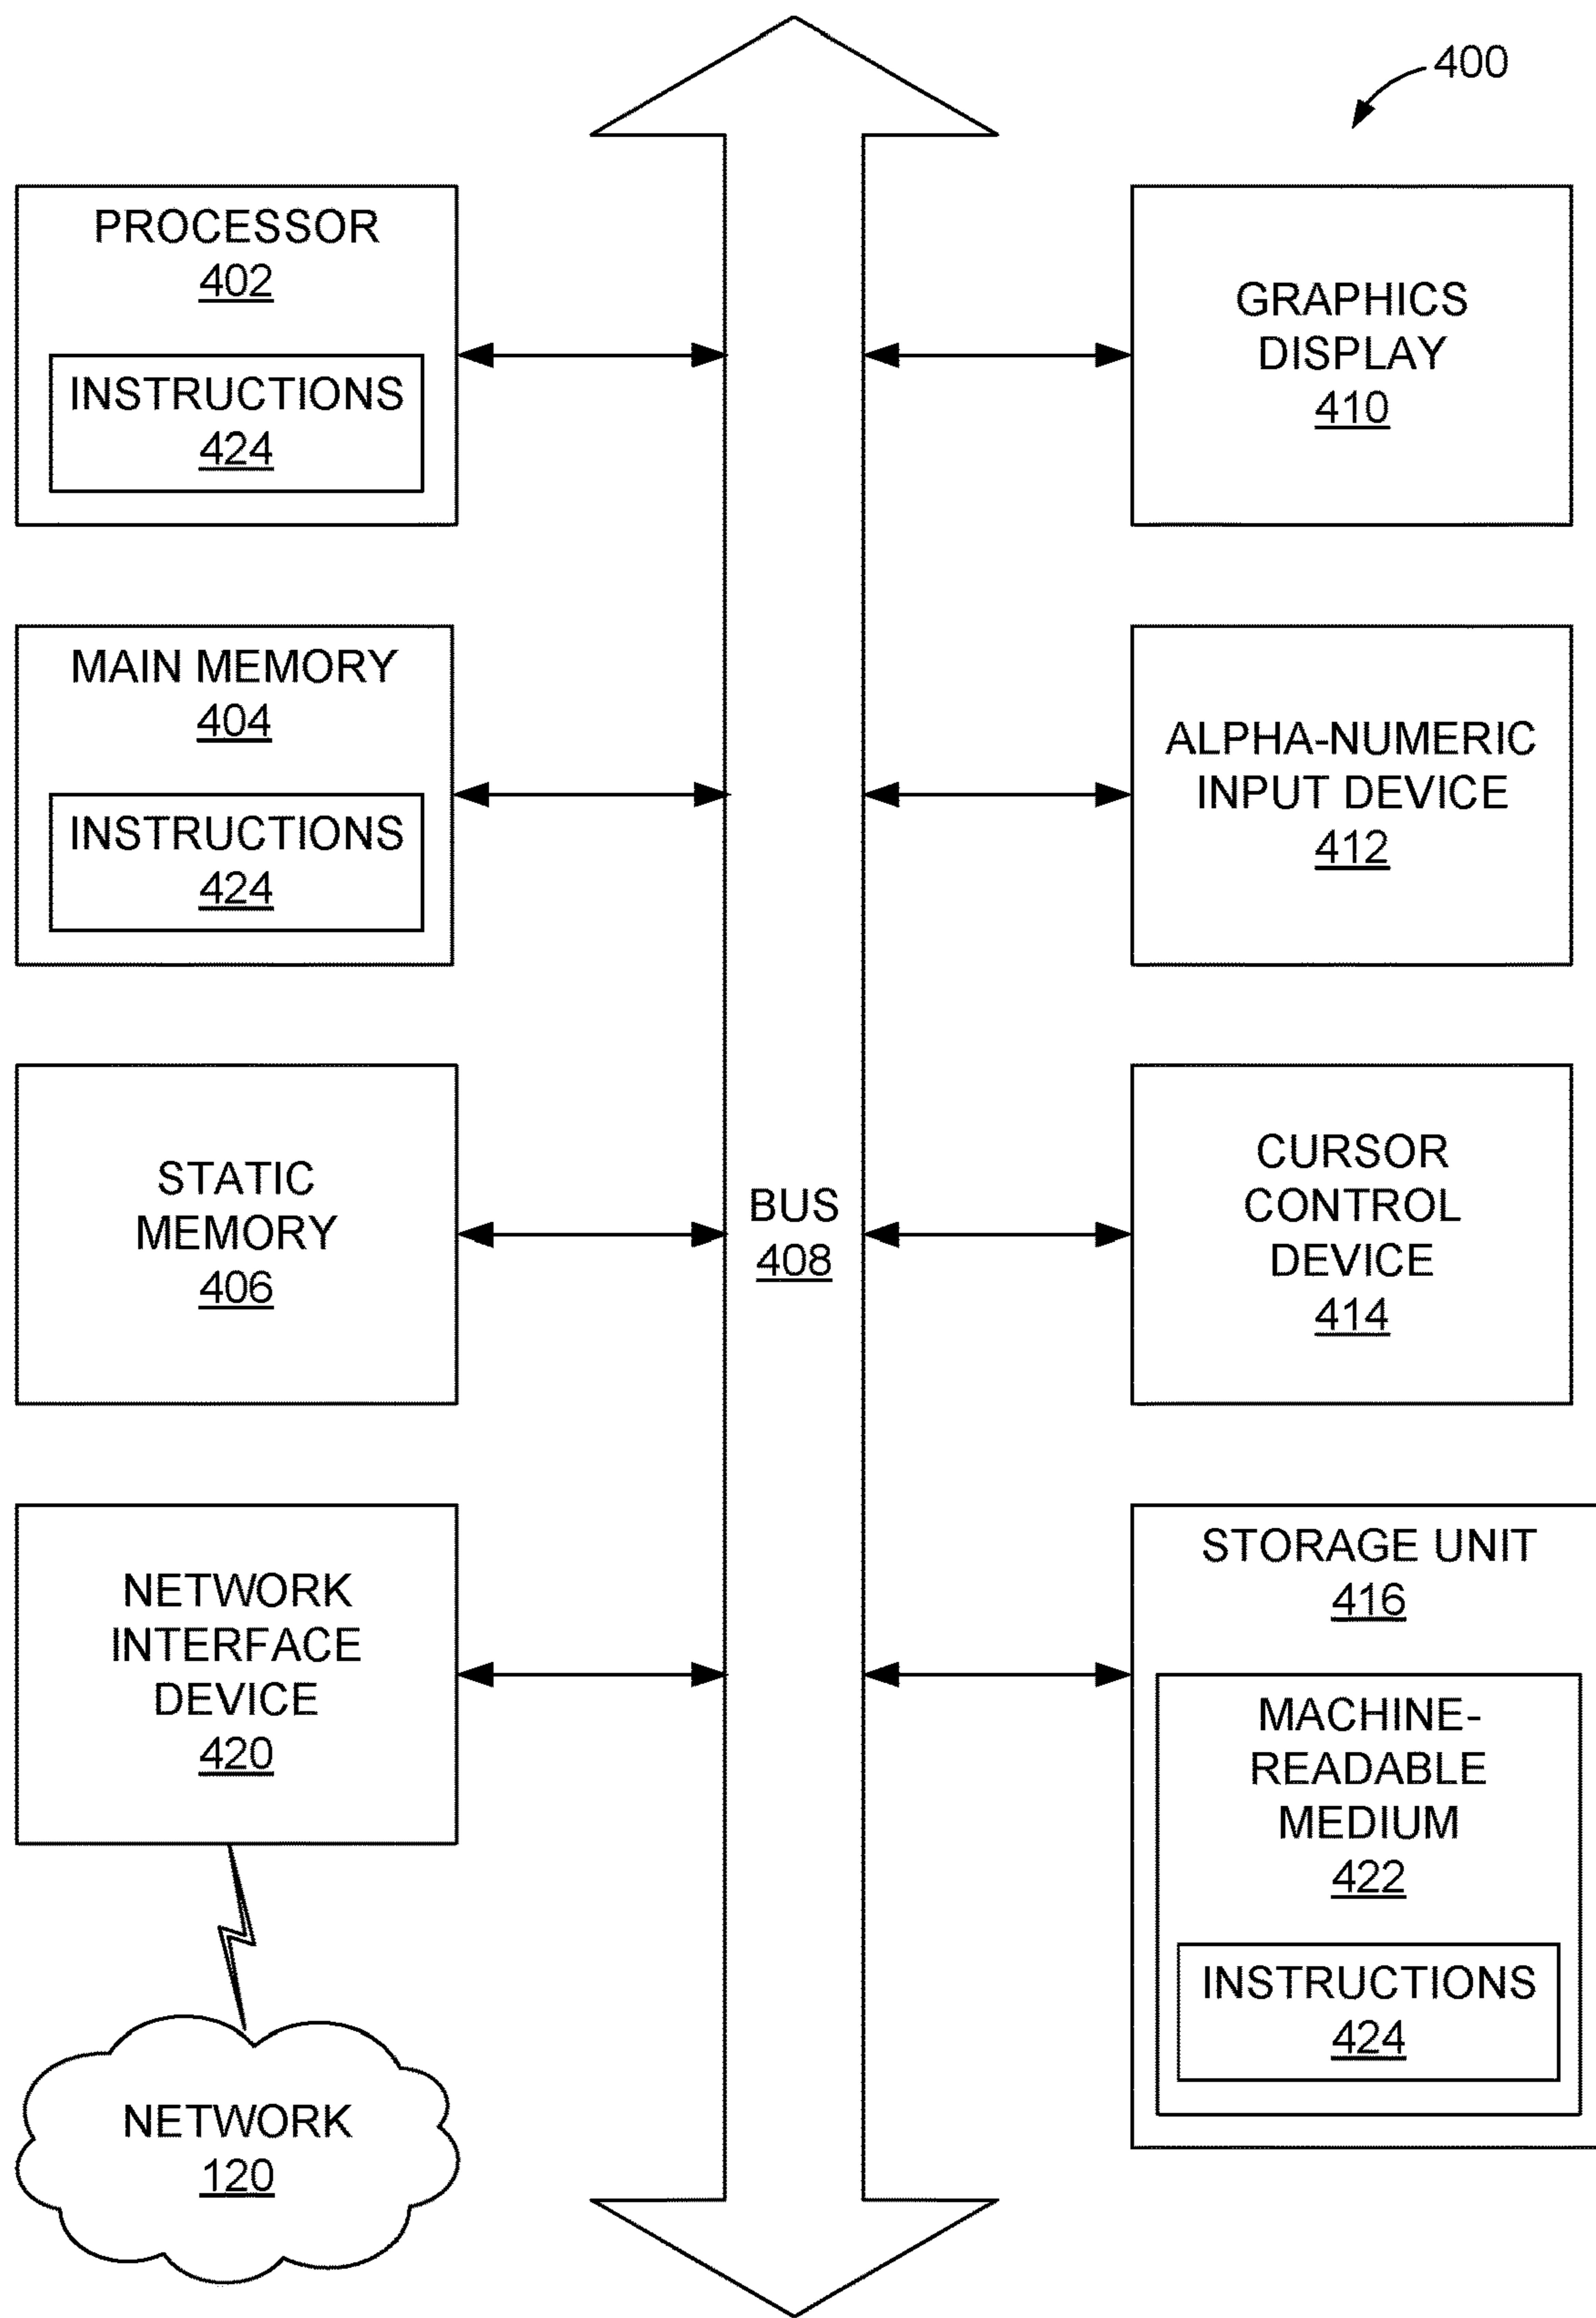 400
PROCESSOR
402
INSTRUCTIONS
424
MAIN MEMORY
404
INSTRUCTIONS
424
STATIC
MEMORY
406
NETWORK
INTERFACE
DEVICE
420
NETWORK
120
BUS
408
GRAPHICS
DISPLAY
410
ALPHA-NUMERIC
INPUT DEVICE
412
CURSOR
CONTROL
DEVICE
414
STORAGE UNIT
416
MACHINE-
READABLE
MEDIUM
422
INSTRUCTIONS
424